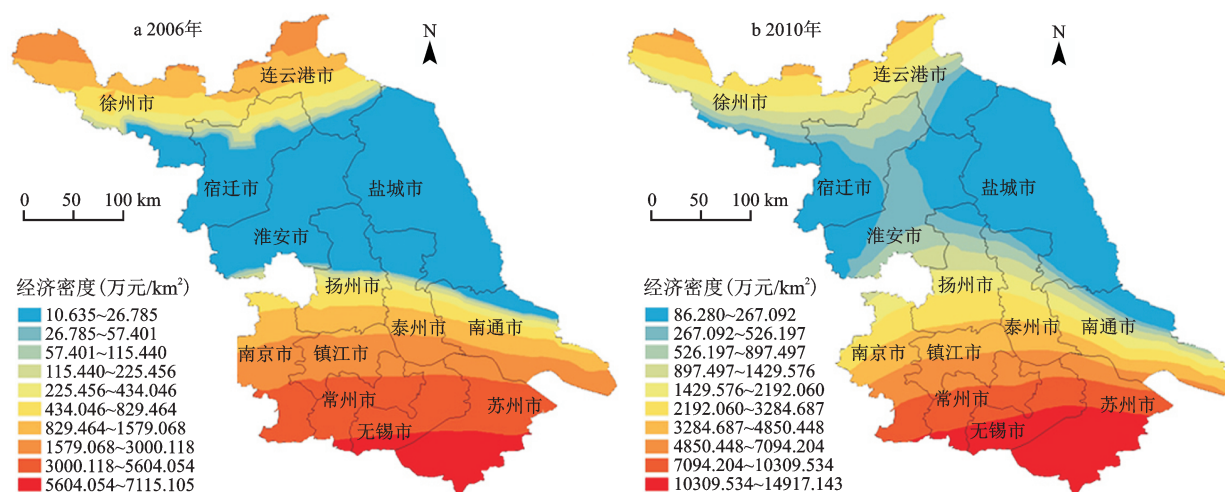 a 2006年
N
连云港市
徐州市
宿迁市
盐城市
0 50 100 km
淮安市
经济密度(万元/km²)
扬州市
10.635~26.785
26.785~57.401
57.401~115.440
115.440~225.456
225.456~434.046
434.046~829.464
829.464~1579.068
1579.068~3000.118
3000.118~5604.054
5604.054~7115.105
泰州市
南通市
南京市
镇江市
常州市
苏州市
无锡市
b 2010年
N
连云港市
徐州市
宿迁市
盐城市
0 50 100 km
淮安市
经济密度(万元/km²)
扬州市
86.280~267.092
267.092~526.197
526.197~897.497
897.497~1429.576
1429.576~2192.060
2192.060~3284.687
3284.687~4850.448
4850.448~7094.204
7094.204~10309.534
10309.534~14917.143
泰州市
南通市
南京市
镇江市
常州市
苏州市
无锡市